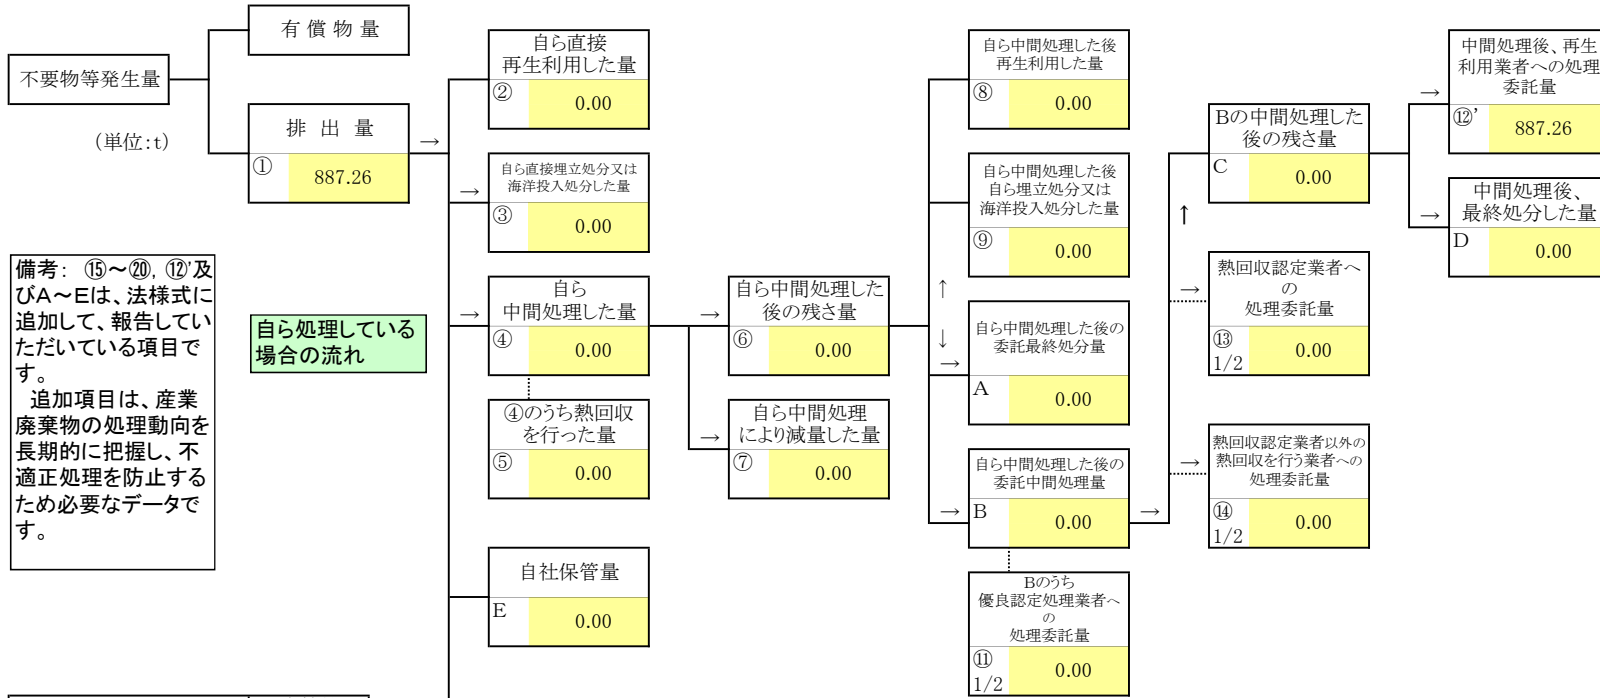 有 償 物 量
不要物等発生量
(単位:t)
排 出 量
→
①
887.26
備考: ⑮～⑳, ⑫'及
びA～Eは、法様式に
追加して、報告してい
ただいている項目で
す。
追加項目は、産業
廃棄物の処理動向を
長期的に把握し、不
適正処理を防止する
ため必要なデータで
す。
自ら処理している
場合の流れ
自ら直接
再生利用した量
②
0.00
→
自ら直接埋立処分又は
海洋投入処分した量
③
0.00
→
自ら
中間処理した量
④
0.00
④のうち熱回収
を行った量
⑤
0.00
自社保管量
E
0.00
→
自ら中間処理した
後の残さ量
⑥
0.00
→
自ら中間処理
により減量した量
⑦
0.00
自ら中間処理した後
再生利用した量
⑧
0.00
自ら中間処理した後
自ら埋立処分又は
海洋投入処分した量
⑨
0.00
↑
↓
→
自ら中間処理した後の
委託最終処分量
A
0.00
→
自ら中間処理した後の
委託中間処理量
B
0.00
→
Bのうち
優良認定処理業者へ
の
処理委託量
⑪
1/2
0.00
Bの中間処理した
後の残さ量
C
0.00
↑
→
熱回収認定業者へ
の
処理委託量
⑬
1/2
0.00
→
熱回収認定業者以外の
熱回収を行う業者への
処理委託量
⑭
1/2
0.00
→
中間処理後、再生
利用業者への処理
委託量
⑫'
887.26
→
中間処理後、
最終処分した量
D
0.00